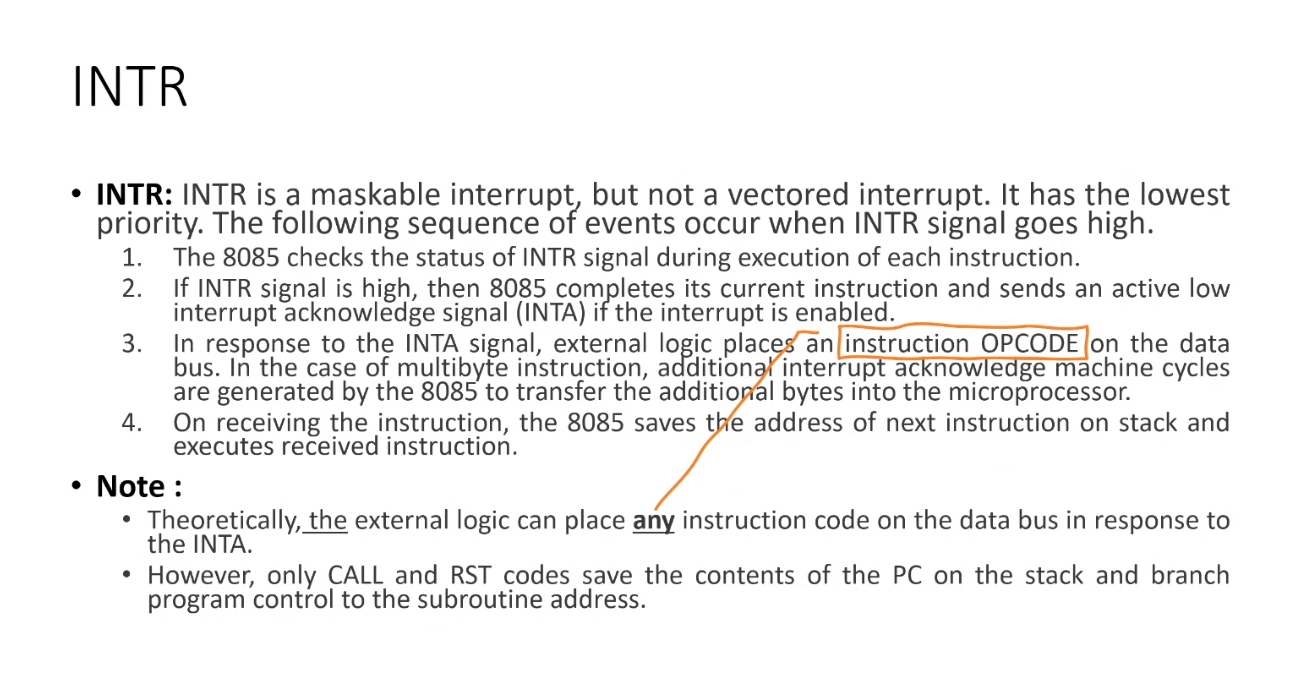 INTR
• INTR: INTR is a maskable interrupt, but not a vectored interrupt. It has the lowest
priority. The following sequence of events occur when INTR signal goes high.
1. The 8085 checks the status of INTR signal during execution of each instruction.
2. If INTR signal is high, then 8085 completes its current instruction and sends an active low
interrupt acknowledge signal (INTA) if the interrupt is enabled.
3. In response to the INTA signal, external logic places an instruction OPCODE on the data
bus. In the case of multibyte instruction, additional interrupt acknowledge machine cycles
are generated by the 8085 to transfer the additional bytes into the microprocessor.
4. On receiving the instruction, the 8085 saves the address of next instruction on stack and
executes received instruction.
• Note :
• Theoretically, the external logic can place any instruction code on the data bus in response to
the INTA.
• However, only CALL and RST codes save the contents of the PC on the stack and branch
program control to the subroutine address.